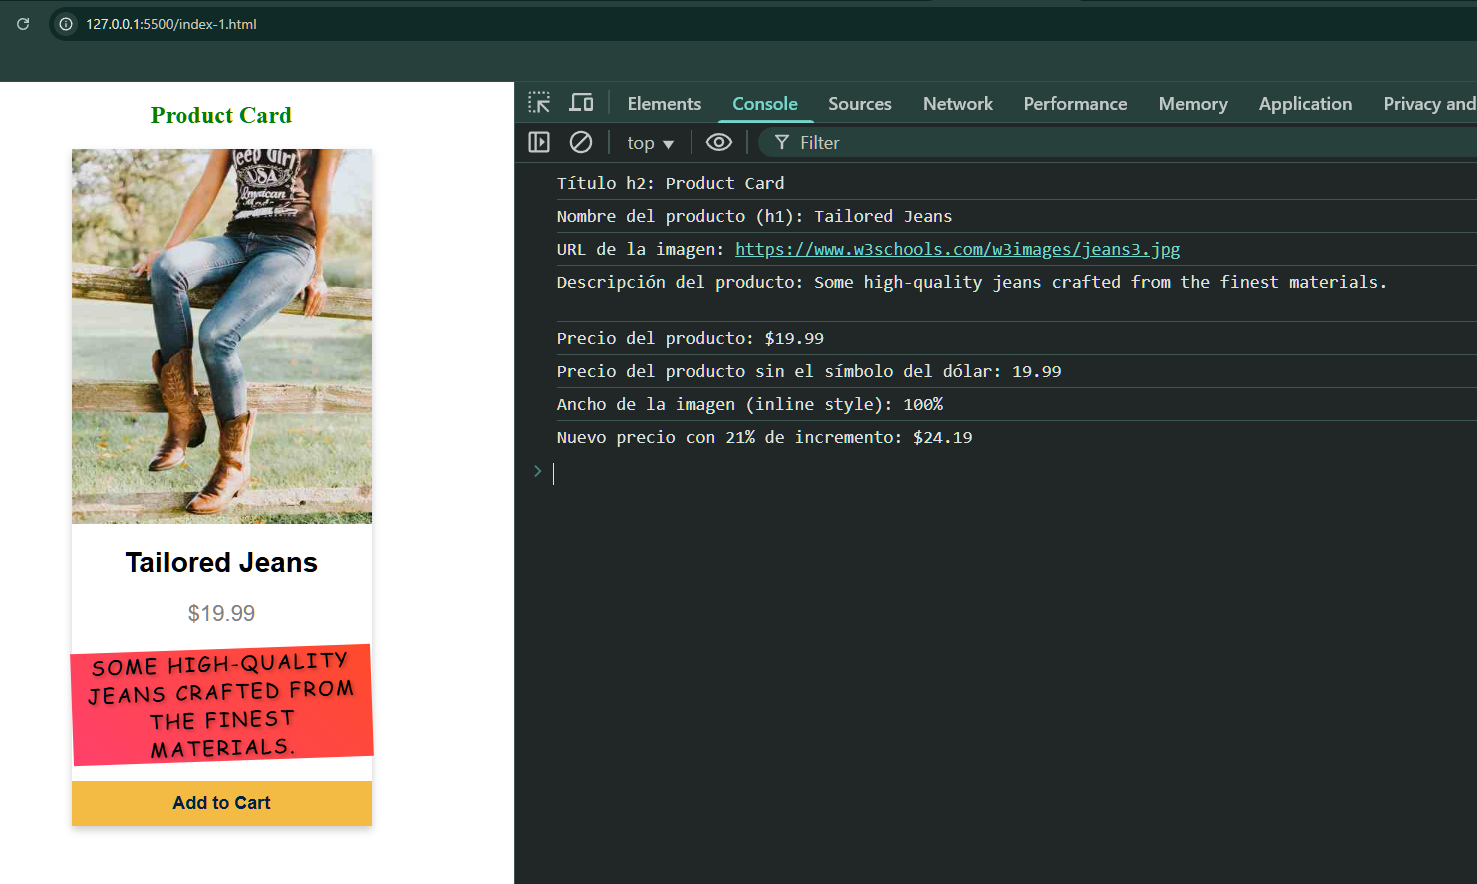 127.0.0.1:5500/index-1.html
Product Card
Jeep Girl
USA
American
Tailored Jeans
$19.99
SOME HIGH-QUALITY
JEANS CRAFTED FROM
THE FINEST
MATERIALS.
Add to Cart
Elements Console Sources Network Performance Memory Application Privacy and
top Filter
Título h2: Product Card
Nombre del producto (h1): Tailored Jeans
URL de la imagen: https://www.w3schools.com/w3images/jeans3.jpg
Descripción del producto: Some high-quality jeans crafted from the finest materials.
Precio del producto: $19.99
Precio del producto sin el símbolo del dólar: 19.99
Ancho de la imagen (inline style): 100%
Nuevo precio con 21% de incremento: $24.19